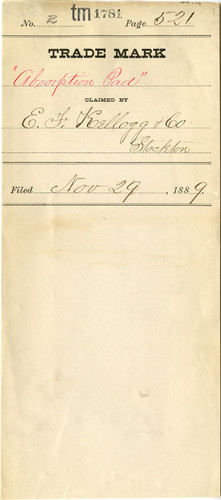 No. 2 tm 1781 Page 521
TRADE MARK
"Absorption Pad"
CLAIMED BY
E. F. Kellogg & Co
Stockton
Filed Nov 29, 1889.